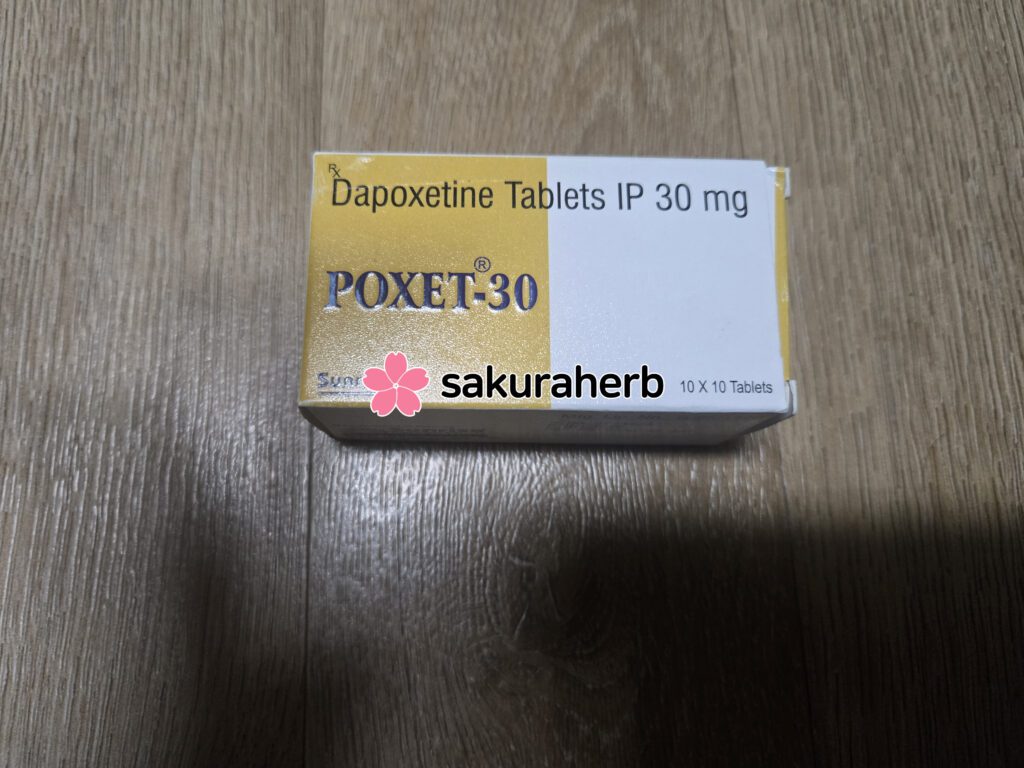 Rx
Dapoxetine Tablets IP 30 mg
POXET®-30
sakuraherb
10 X 10 Tablets